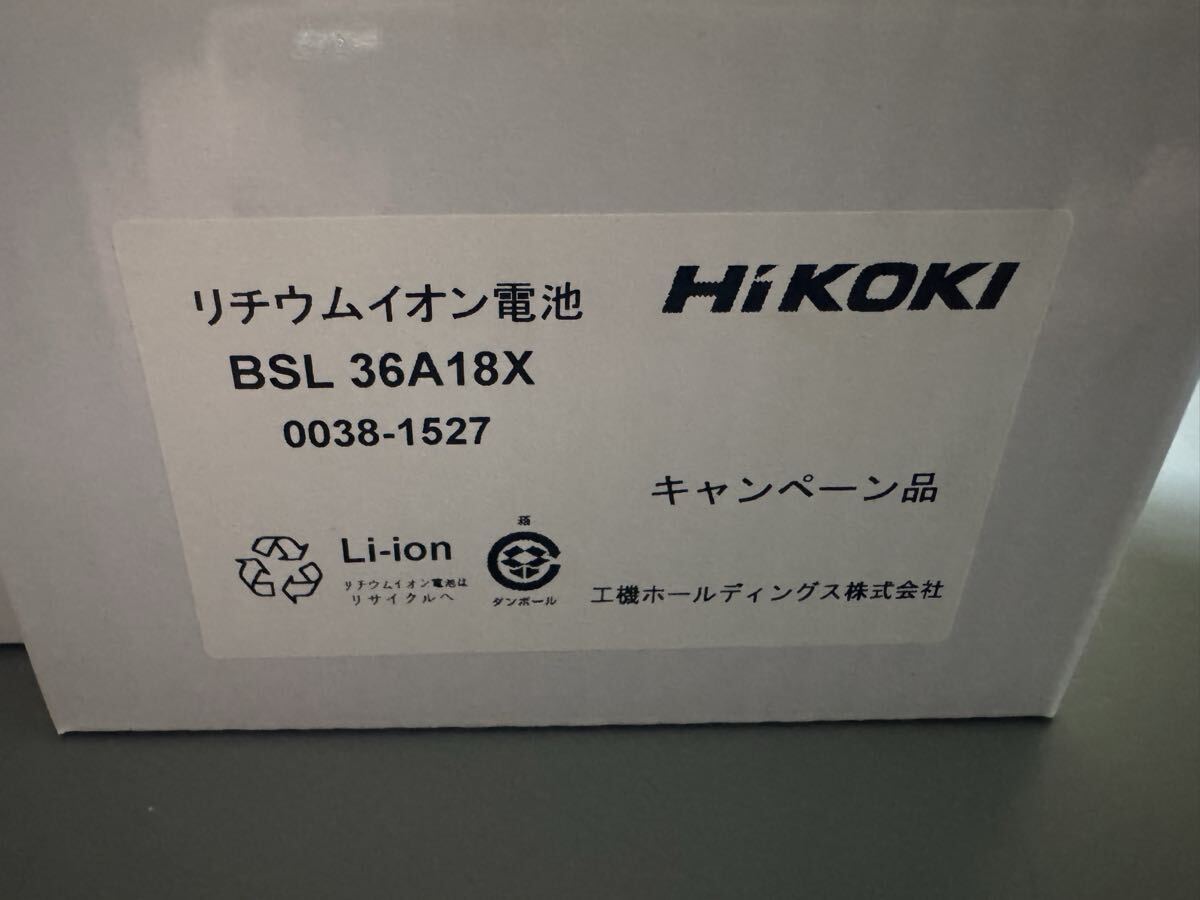 リチウムイオン電池
HiKOKI
BSL 36A18X
0038-1527
キャンペーン品
Li-ion
リチウムイオン電池は
リサイクルへ
箱
ダンボール
工機ホールディングス株式会社